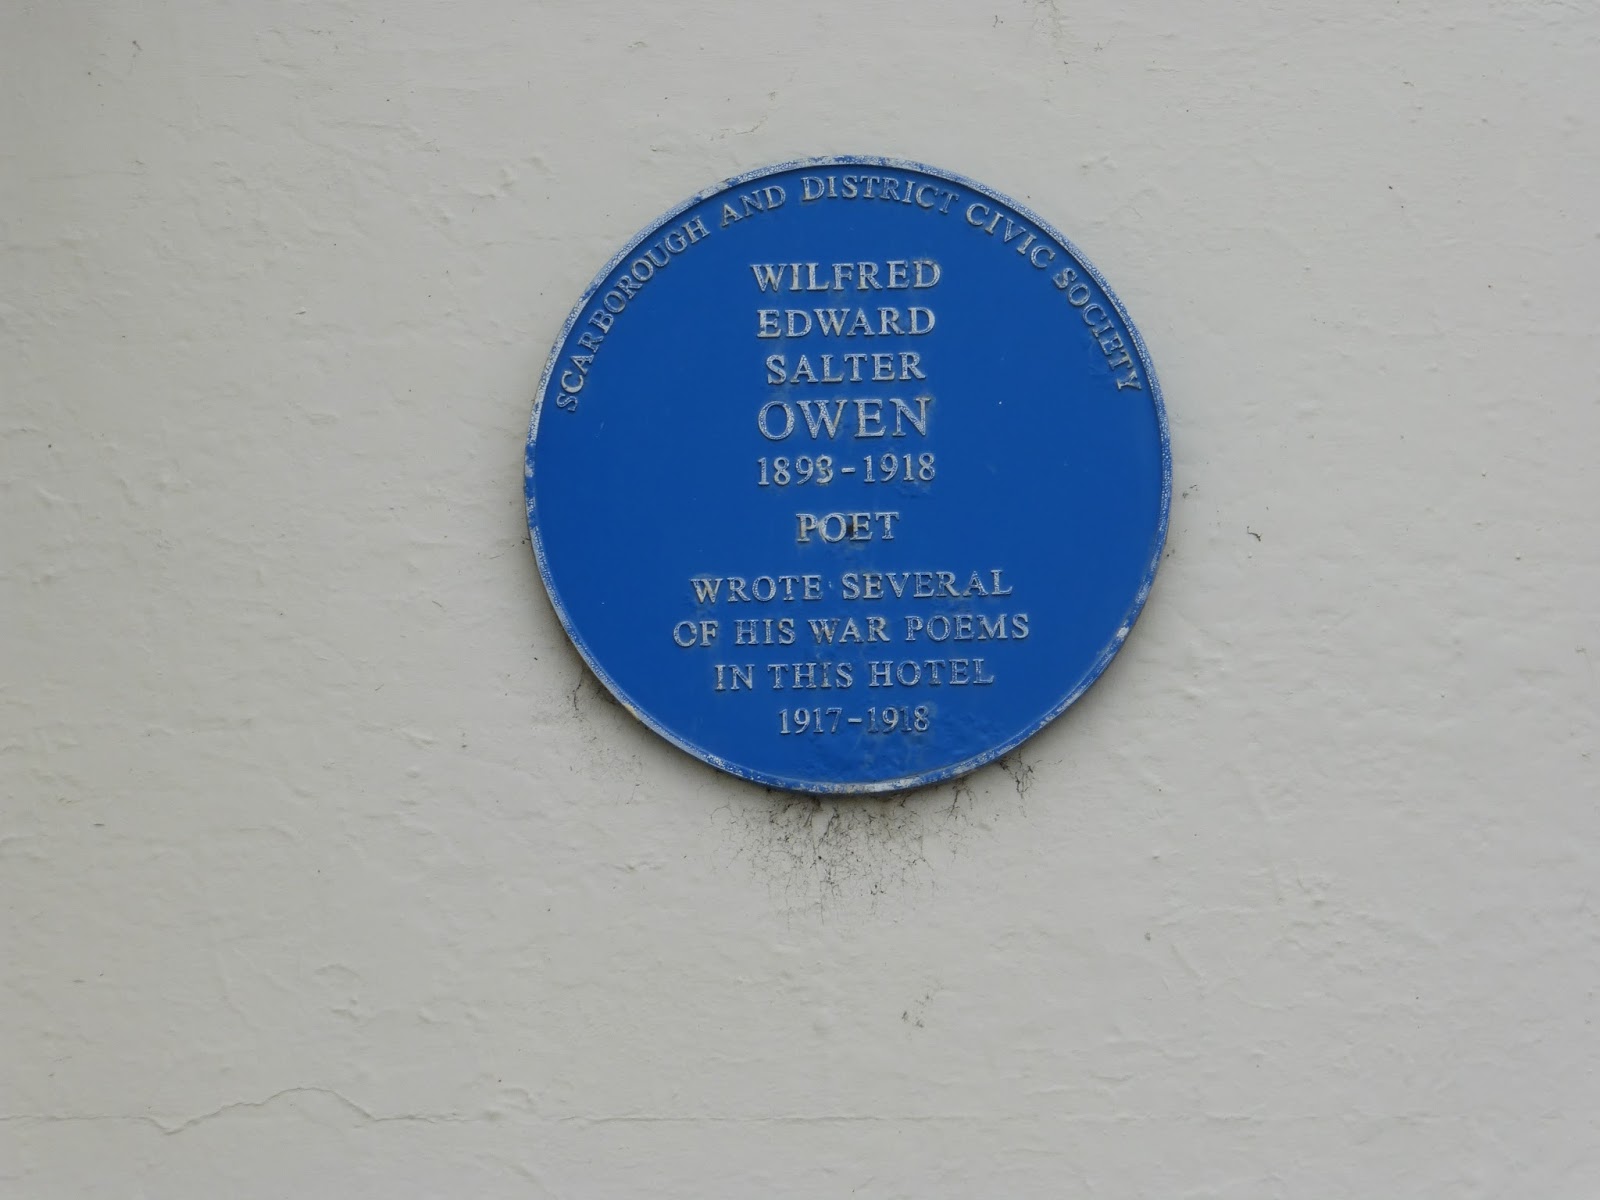 SCARBOROUGH AND DISTRICT CIVIC SOCIETY
WILFRED
EDWARD
SALTER
OWEN
1893-1918
POET
WROTE SEVERAL
OF HIS WAR POEMS
IN THIS HOTEL
1917-1918